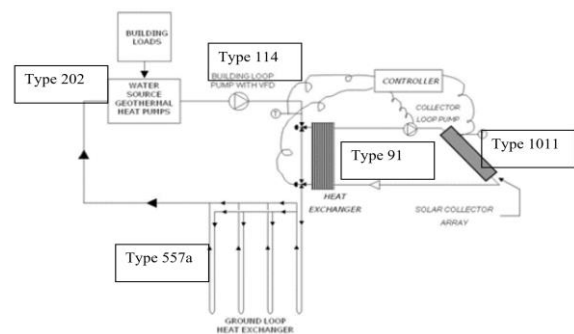 BUILDING
LOADS
Type 114
Type 202
WATER
SOURCE
GEOTHERMAL
HEAT PUMPS
BUILDING LOOP
PUMP WITH VFD
CONTROLLER
T
COLLECTOR
LOOP PUMP
Type 1011
Type 91
HEAT
EXCHANGER
SOLAR COLLECTOR
ARRAY
Type 557a
GROUND LOOP
HEAT EXCHANGER